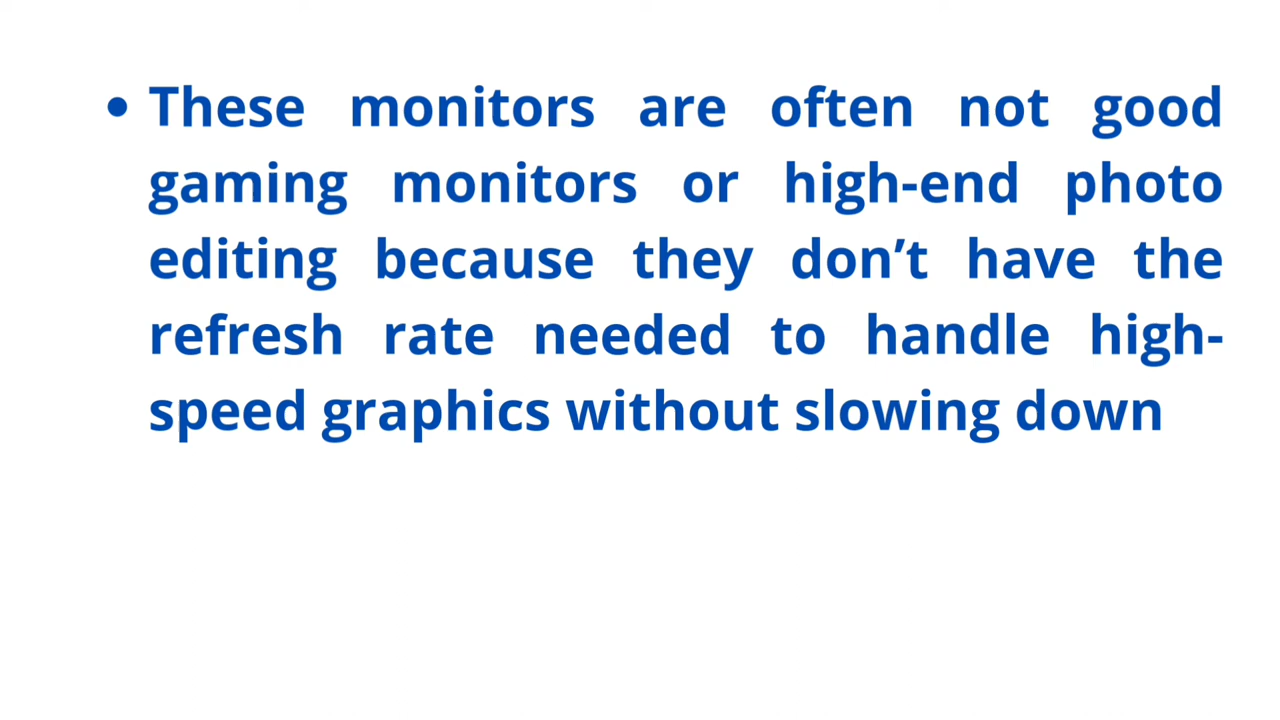 • These monitors are often not good
gaming monitors or high-end photo
editing because they don’t have the
refresh rate needed to handle high-
speed graphics without slowing down